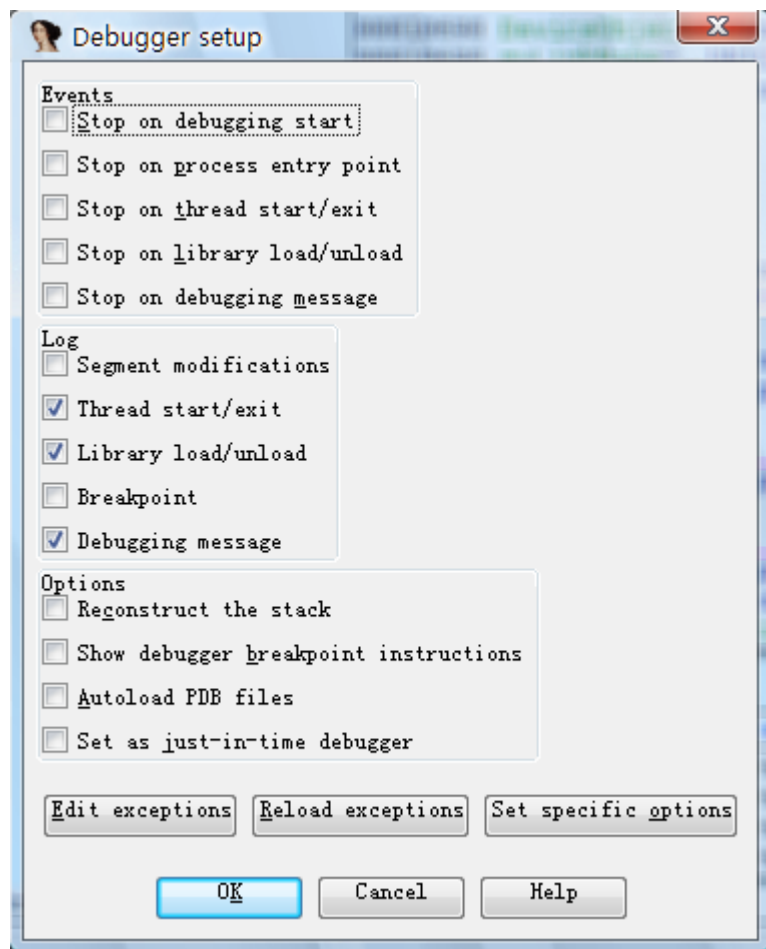 Debugger setup
Events
Stop on debugging start
Stop on process entry point
Stop on thread start/exit
Stop on library load/unload
Stop on debugging message
Log
Segment modifications
Thread start/exit
Library load/unload
Breakpoint
Debugging message
Options
Reconstruct the stack
Show debugger breakpoint instructions
Autoload PDB files
Set as just-in-time debugger
Edit exceptions Reload exceptions Set specific options
OK Cancel Help